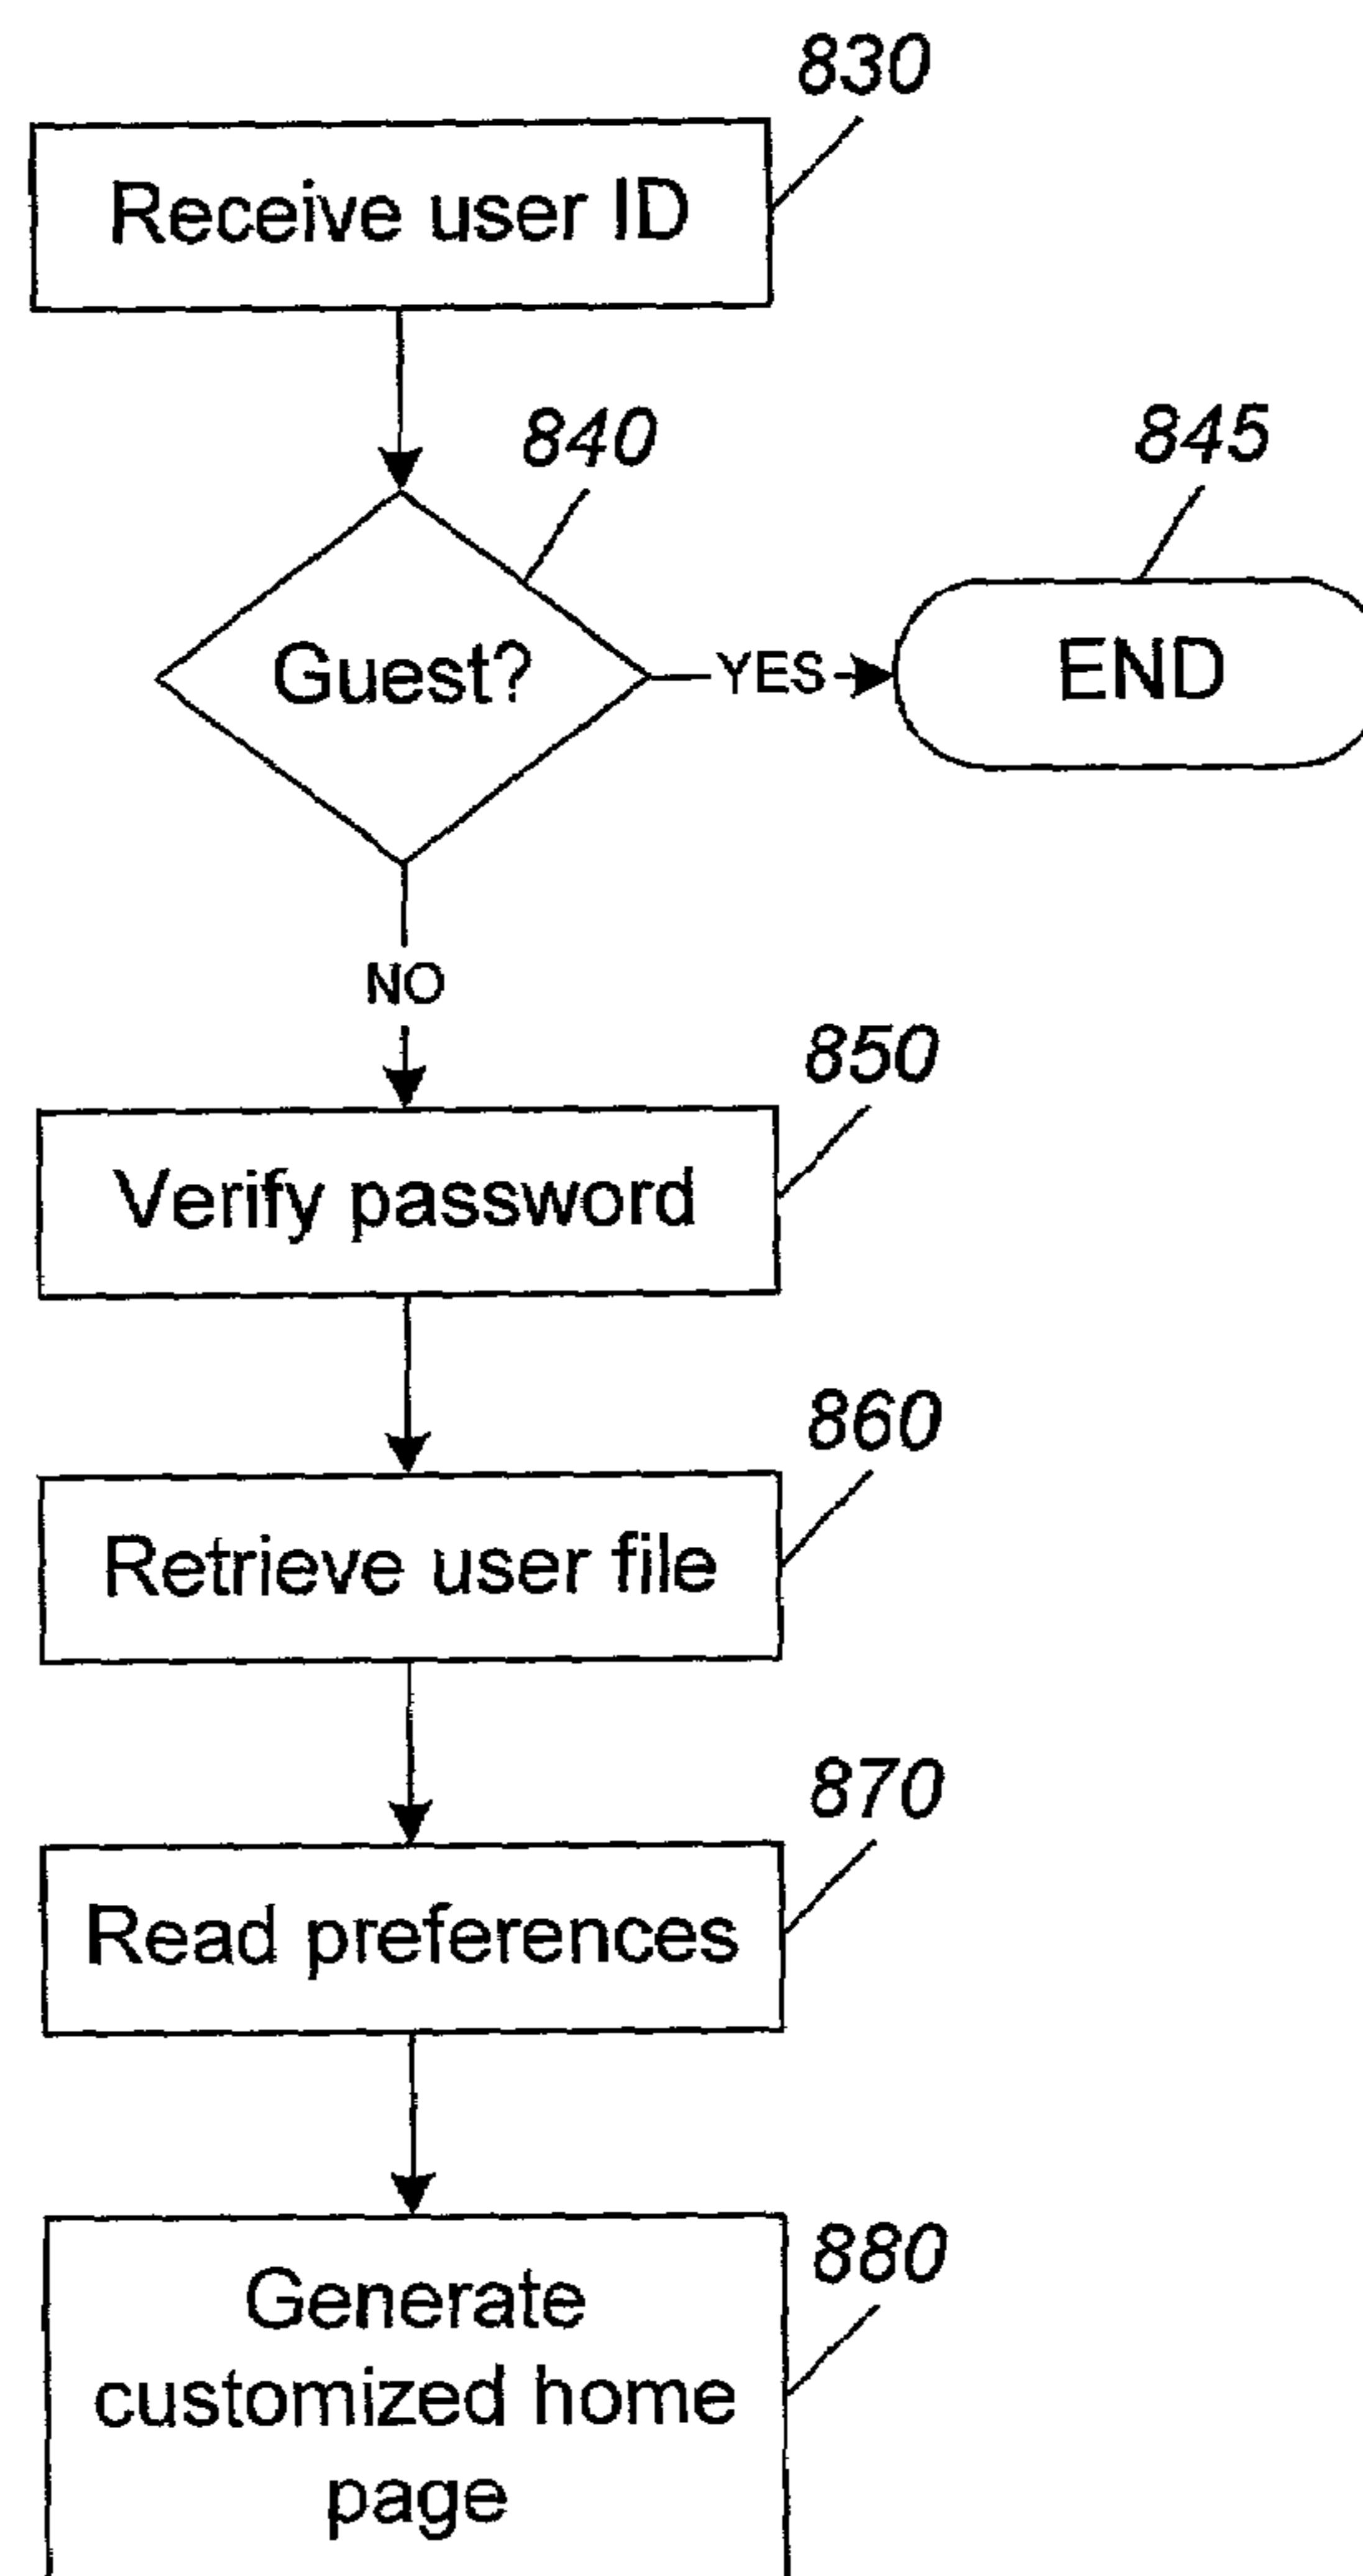 830
Receive user ID
840
845
Guest?
YES
END
NO
850
Verify password
860
Retrieve user file
870
Read preferences
880
Generate
customized home
page